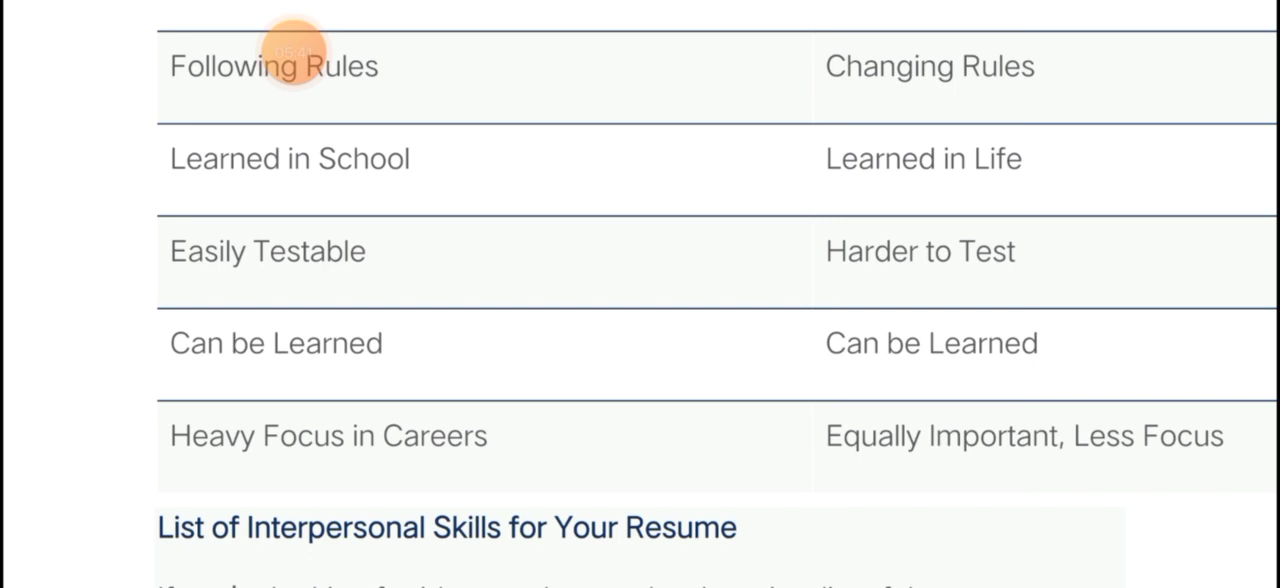 Following Rules Changing Rules
Learned in School Learned in Life
Easily Testable Harder to Test
Can be Learned Can be Learned
Heavy Focus in Careers Equally Important, Less Focus
List of Interpersonal Skills for Your Resume